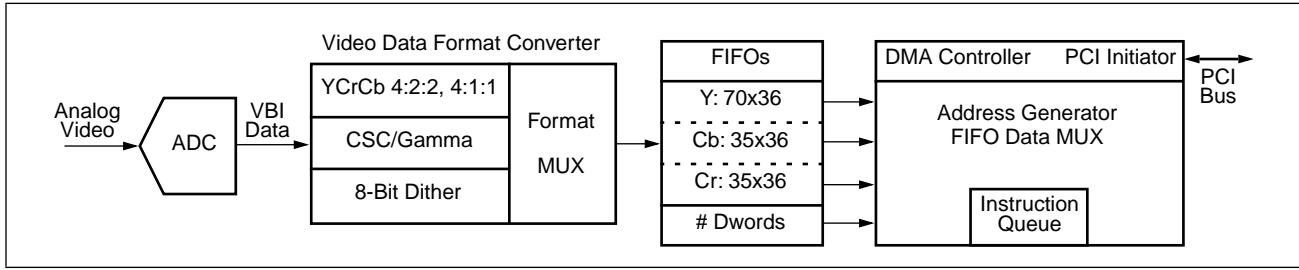 Video Data Format Converter
Analog
Video
ADC
VBI
Data
YCrCb 4:2:2, 4:1:1
CSC/Gamma
8-Bit Dither
Format
MUX
FIFOs
Y: 70x36
Cb: 35x36
Cr: 35x36
# Dwords
DMA Controller
PCI Initiator
Address Generator
FIFO Data MUX
Instruction
Queue
PCI
Bus